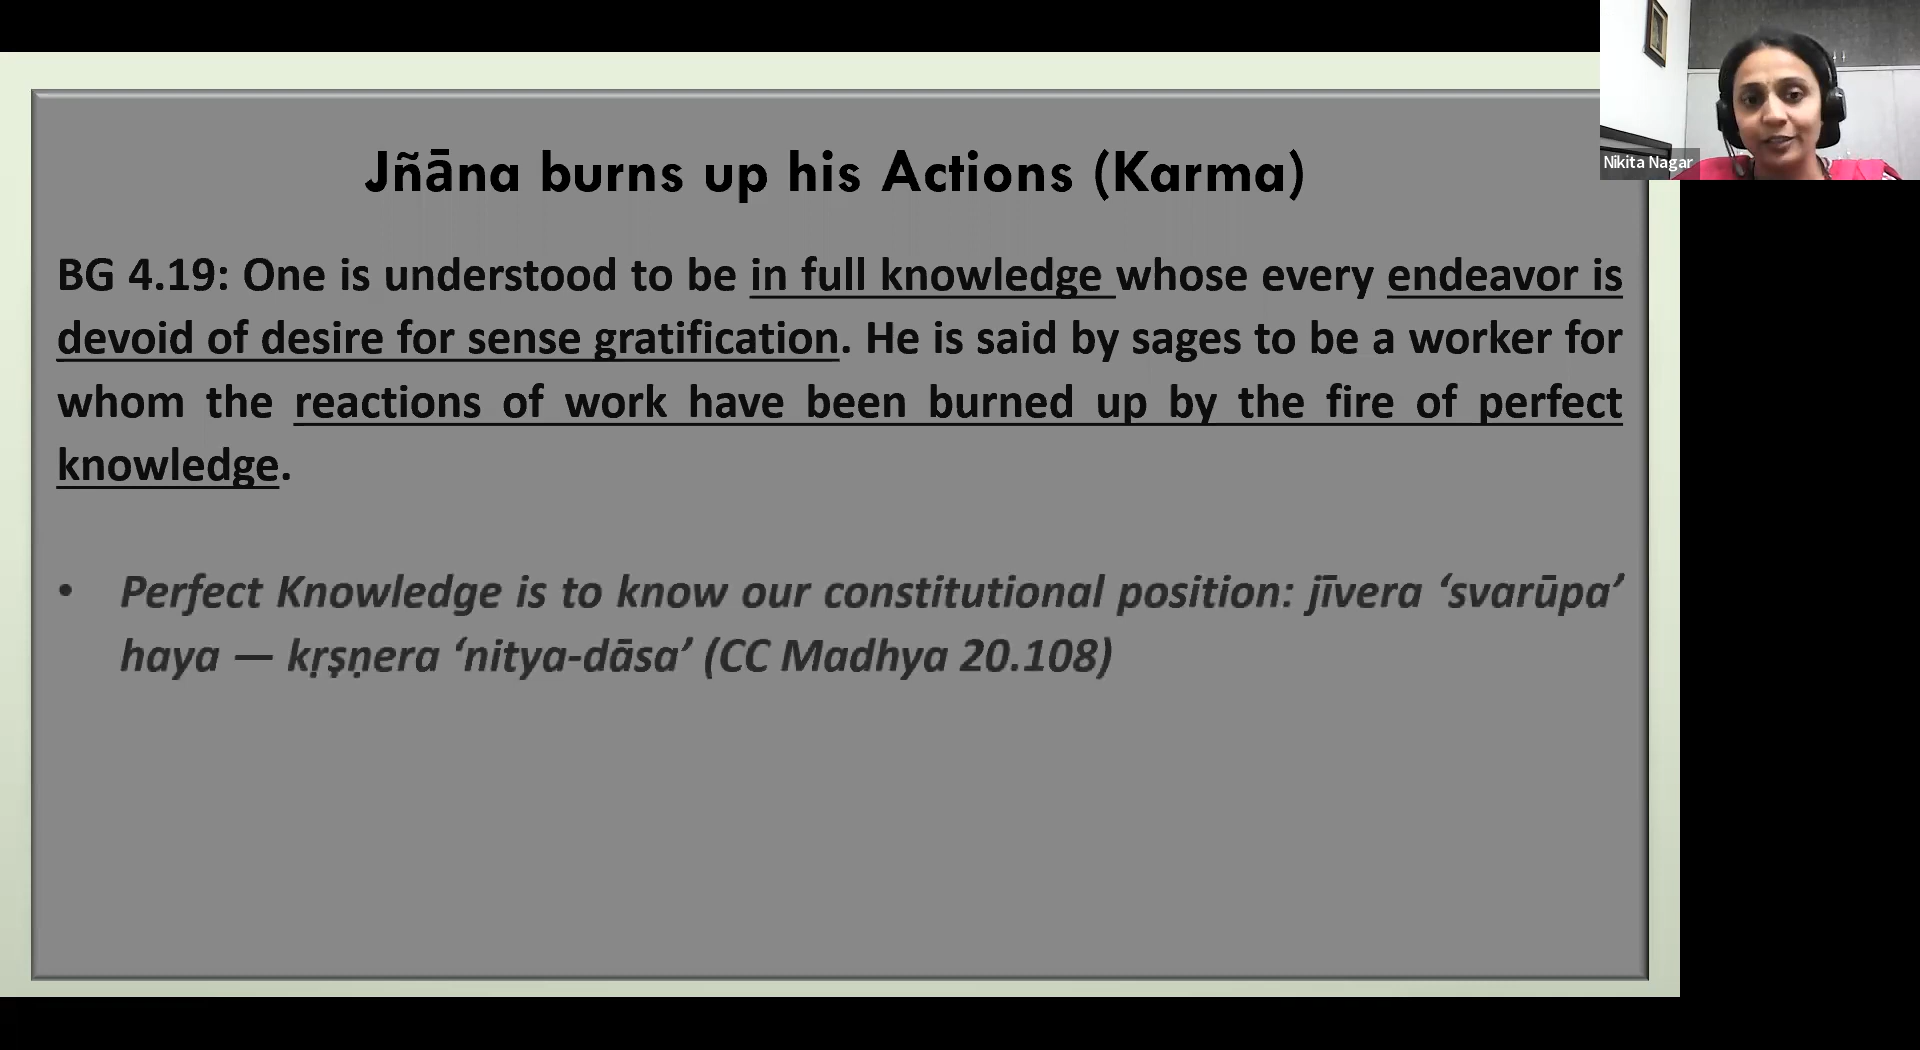 Jñāna burns up his Actions (Karma)
Nikita Nagar
BG 4.19: One is understood to be in full knowledge whose every endeavor is
devoid of desire for sense gratification. He is said by sages to be a worker for
whom the reactions of work have been burned up by the fire of perfect
knowledge.
• Perfect Knowledge is to know our constitutional position: jīvera ‘svarūpa’
haya — kṛṣṇera ‘nitya-dāsa’ (CC Madhya 20.108)